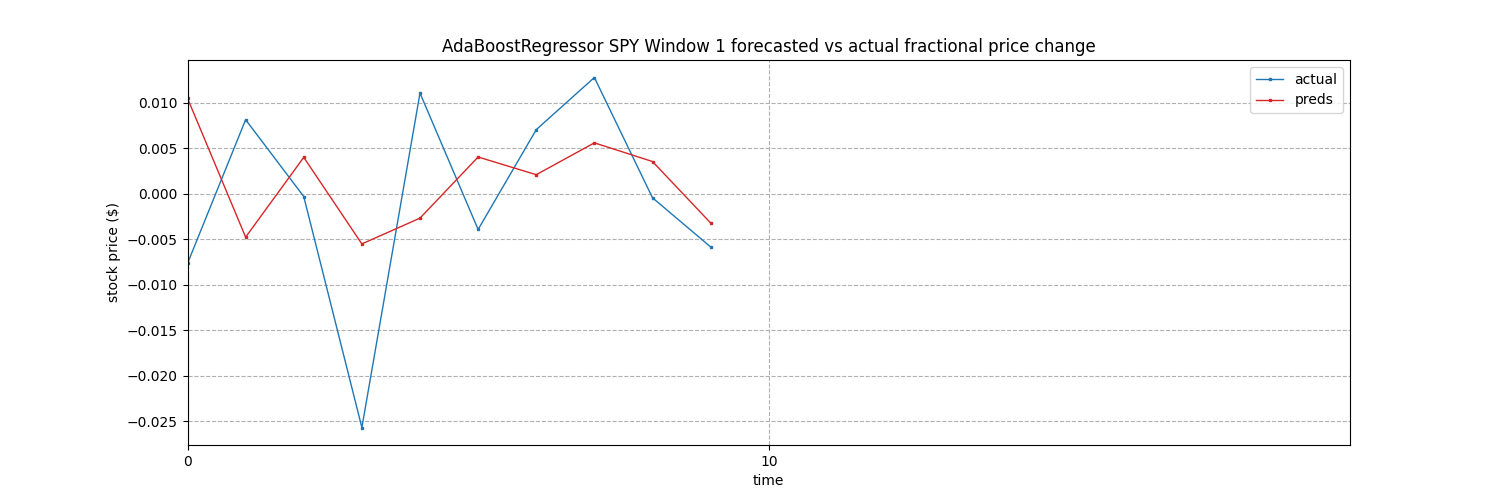 AdaBoostRegressor SPY Window 1 forecasted vs actual fractional price change
actual
preds
0.010
0.005
0.000
−0.005
−0.010
−0.015
−0.020
−0.025
stock price ($)
0
10
time